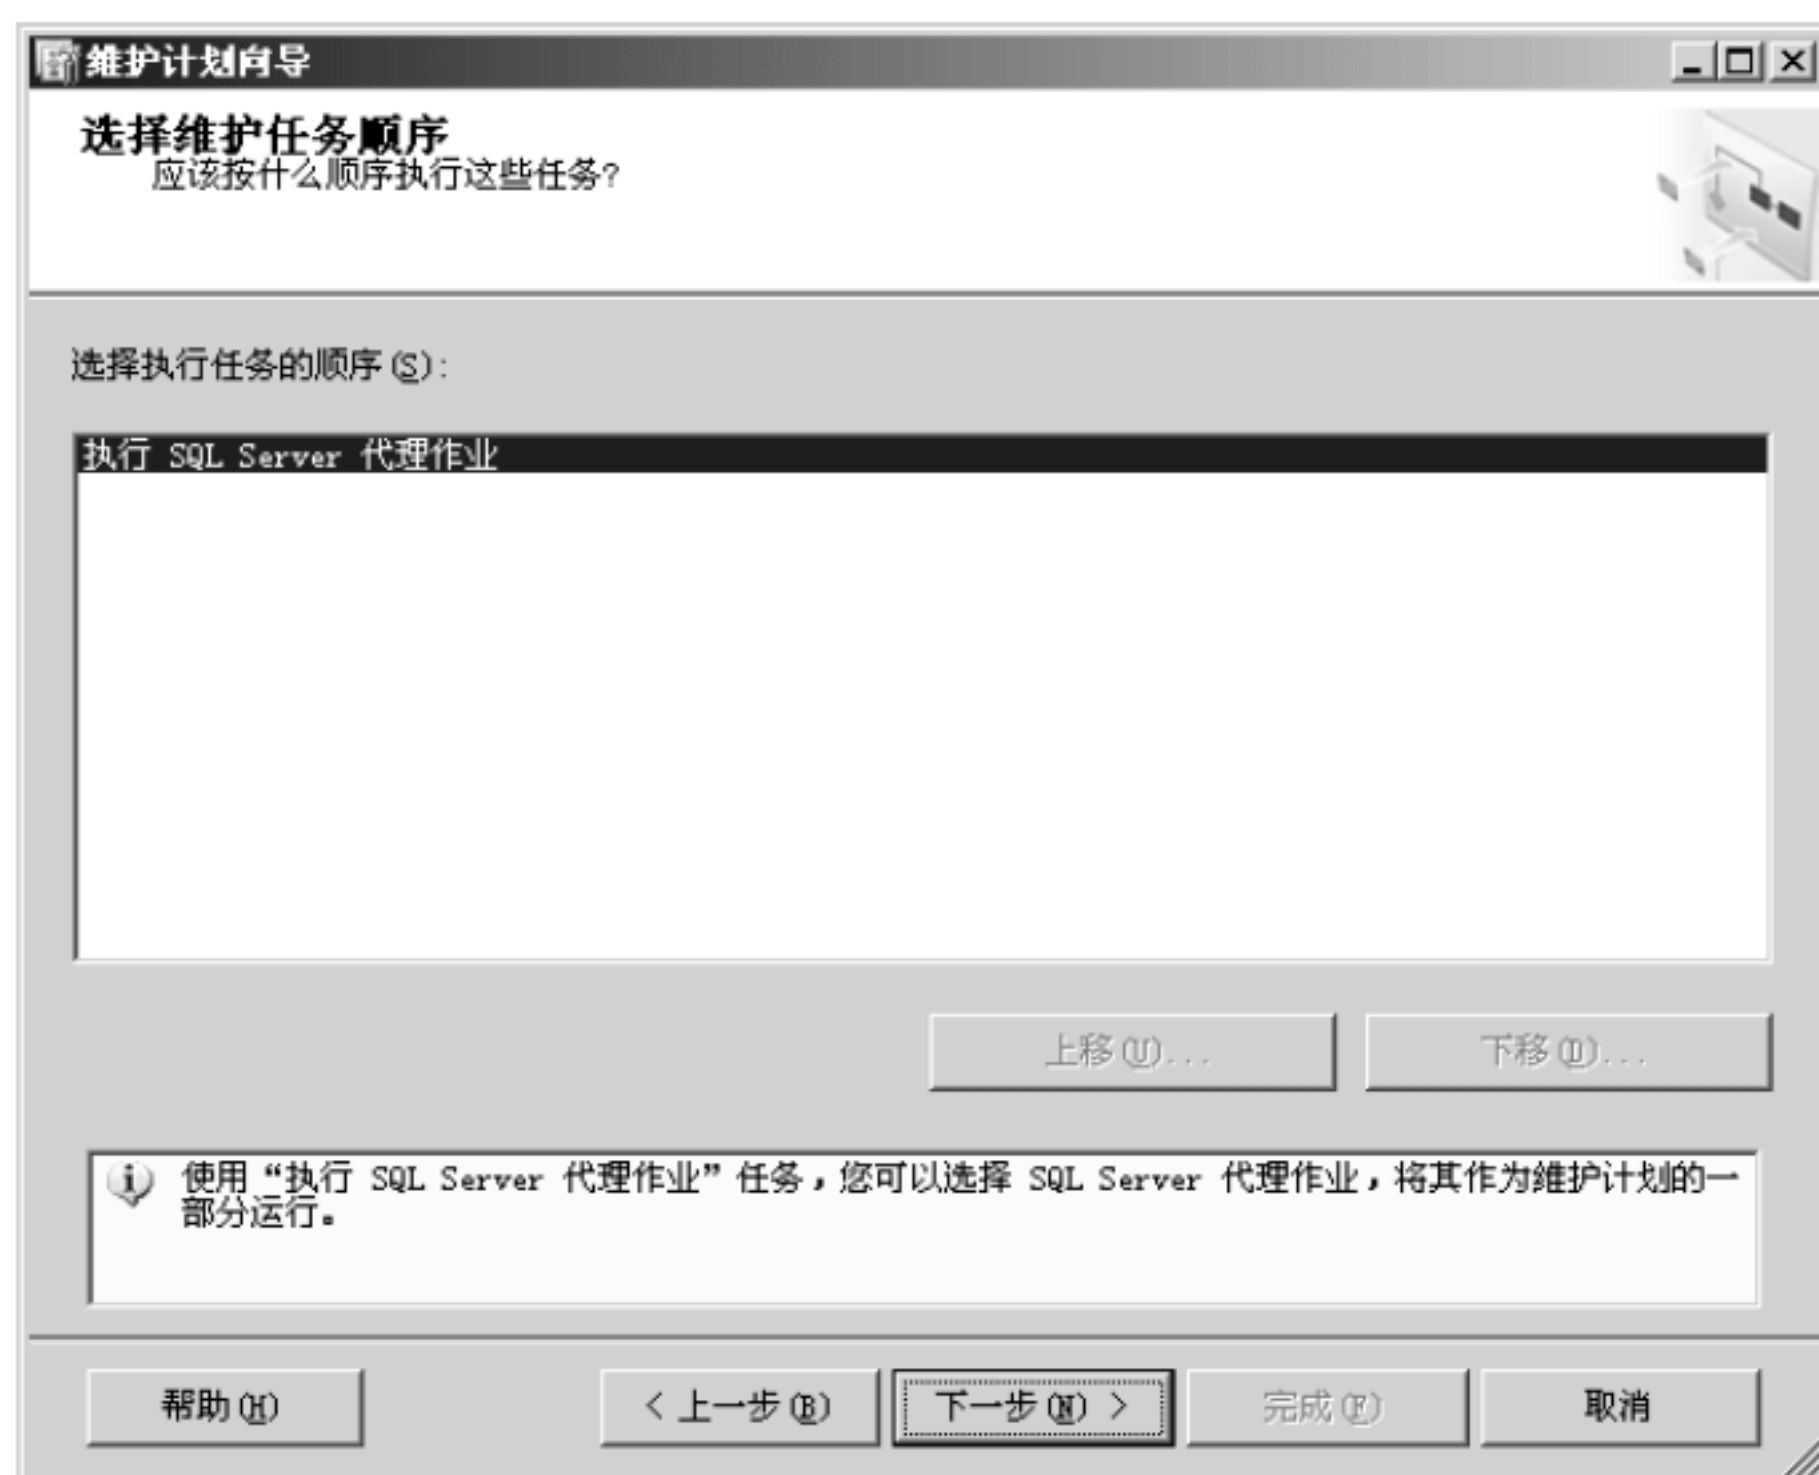 维护计划向导
选择维护任务顺序
应该按什么顺序执行这些任务?
选择执行任务的顺序(S):
执行 SQL Server 代理作业
上移(U)...
下移(D)...
使用“执行 SQL Server 代理作业”任务，您可以选择 SQL Server 代理作业，将其作为维护计划的一
部分运行。
帮助(H)
< 上一步(B)
下一步(N) >
完成(F)
取消